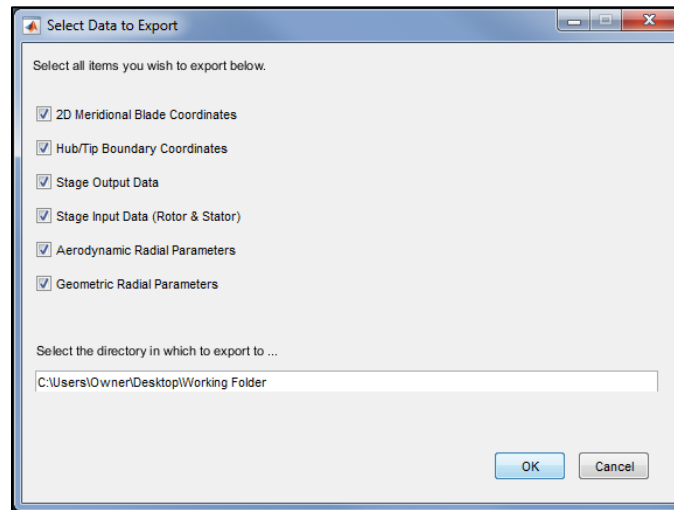 Select Data to Export
Select all items you wish to export below.
2D Meridional Blade Coordinates
Hub/Tip Boundary Coordinates
Stage Output Data
Stage Input Data (Rotor & Stator)
Aerodynamic Radial Parameters
Geometric Radial Parameters
Select the directory in which to export to ...
C:\Users\Owner\Desktop\Working Folder
OK Cancel